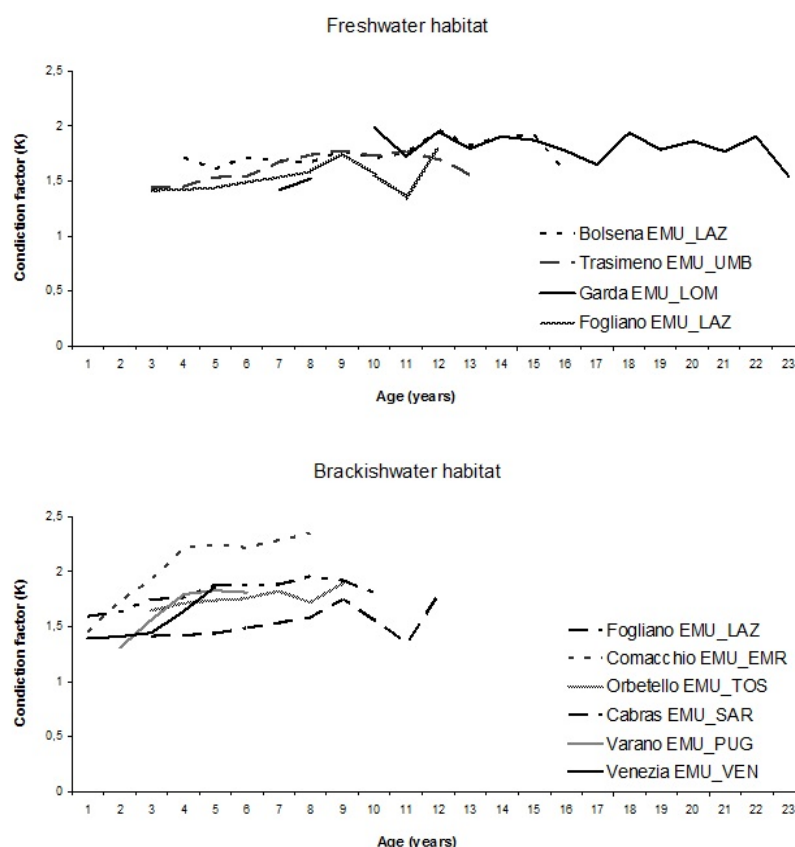 Freshwater habitat
Condiction factor (K)
2,5
2
1,5
1
0,5
0
Bolsena EMU_LAZ
Trasimeno EMU_UMB
Garda EMU_LOM
Fogliano EMU_LAZ
1 2 3 4 5 6 7 8 9 10 11 12 13 14 15 16 17 18 19 20 21 22 23
Age (years)
Brackishwater habitat
Condiction factor (K)
2,5
2
1,5
1
0,5
0
Fogliano EMU_LAZ
Comacchio EMU_EMR
Orbetello EMU_TOS
Cabras EMU_SAR
Varano EMU_PUG
Venezia EMU_VEN
1 2 3 4 5 6 7 8 9 10 11 12 13 14 15 16 17 18 19 20 21 22 23
Age (years)